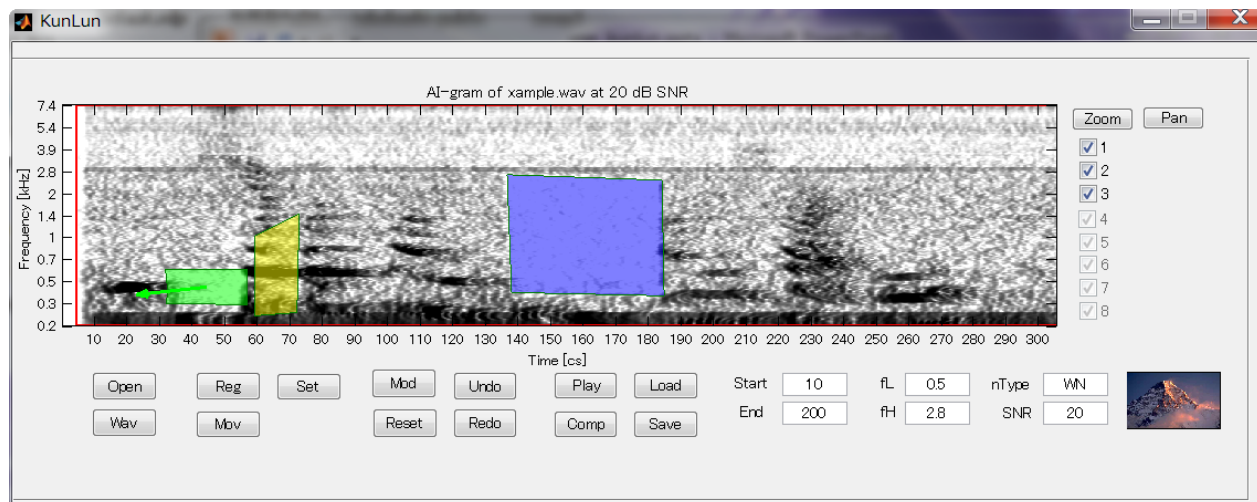 KunLun
AI-gram of xample.wav at 20 dB SNR
Frequency [kHz]
7.4
5.4
3.9
2.8
2
1.4
1
0.7
0.5
0.3
0.2
10 20 30 40 50 60 70 80 90 100 110 120 130 140 150 160 170 180 190 200 210 220 230 240 250 260 270 280 290 300
Time [cs]
Zoom Pan
1
2
3
4
5
6
7
8
Open Reg Set Mod Undo Play Load Start 10 fL 0.5 nType WN
Wav Mov Reset Redo Comp Save End 200 fH 2.8 SNR 20